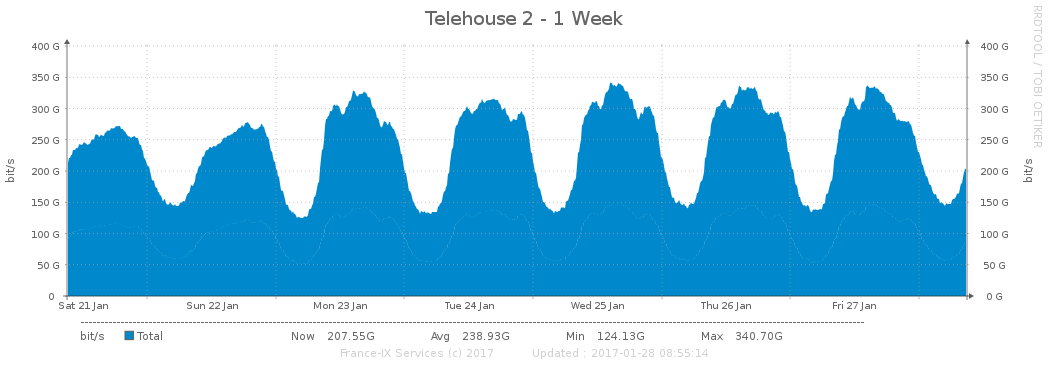 Telehouse 2 - 1 Week
RRDTOOL / TOBI OETIKER
400 G 400 G
350 G 350 G
300 G 300 G
250 G 250 G
200 G 200 G
150 G 150 G
100 G 100 G
50 G 50 G
0 0 G
bit/s bit/s
Sat 21 Jan Sun 22 Jan Mon 23 Jan Tue 24 Jan Wed 25 Jan Thu 26 Jan Fri 27 Jan
bit/s Total Now 207.55G Avg 238.93G Min 124.13G Max 340.70G
France-IX Services (c) 2017 Updated : 2017-01-28 08:55:14